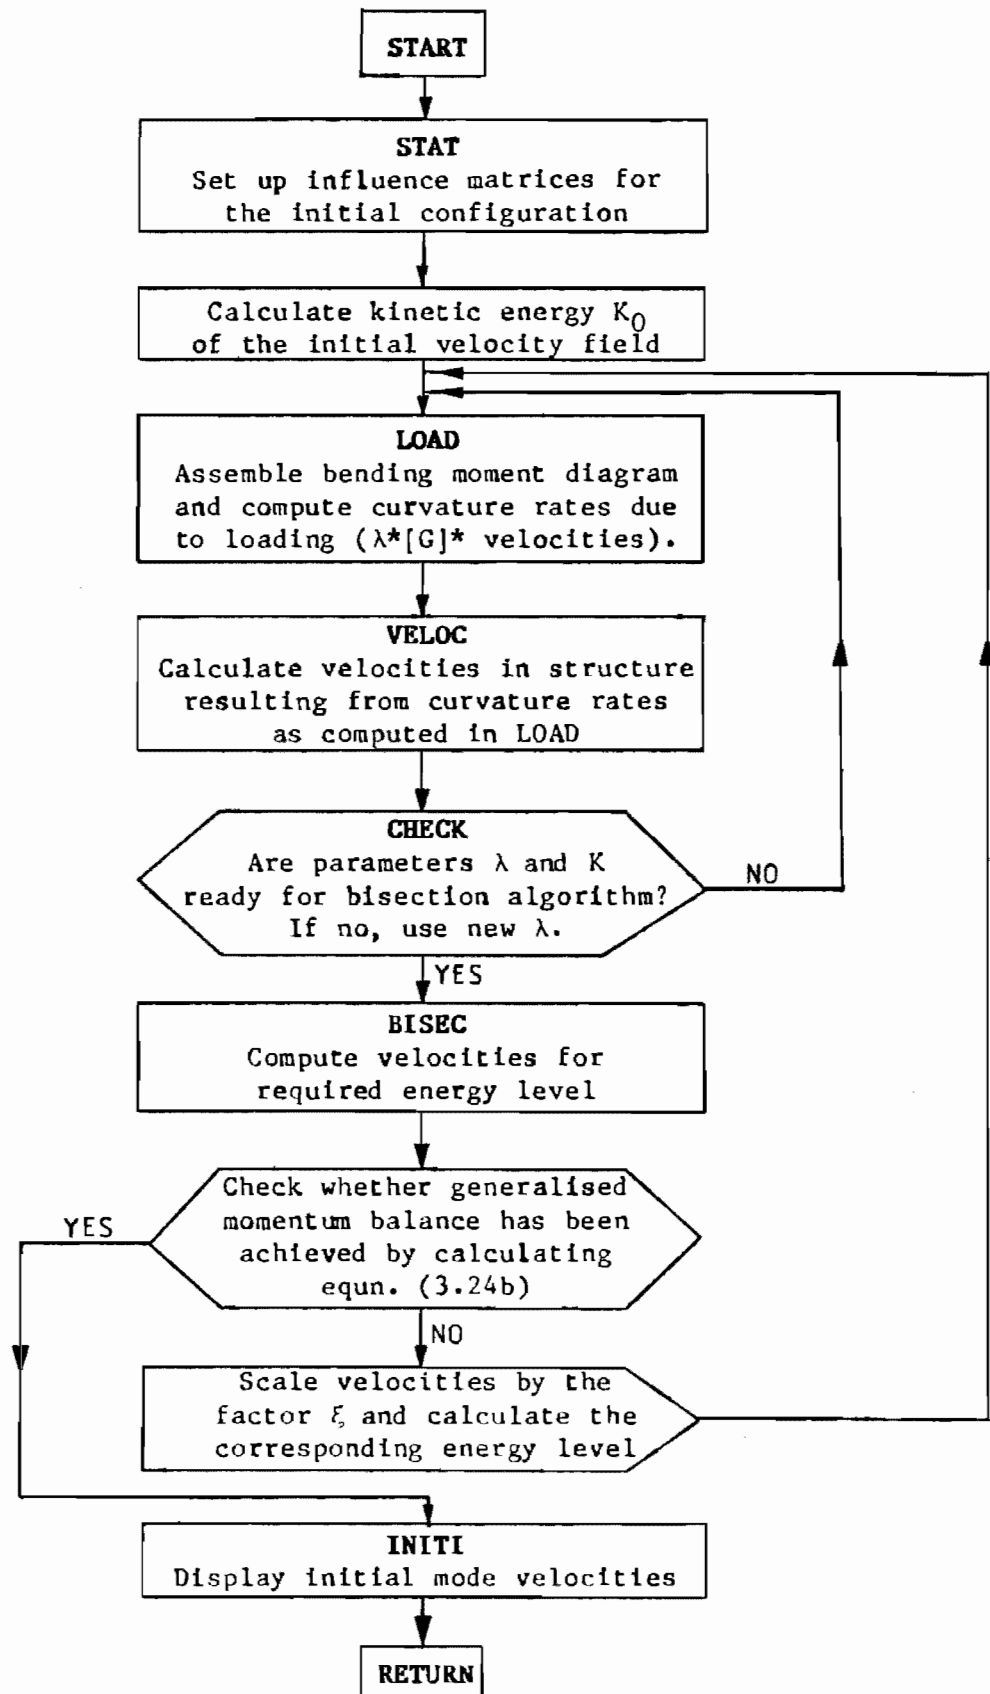 START
STAT
Set up influence matrices for
the initial configuration
Calculate kinetic energy K0
of the initial velocity field
LOAD
Assemble bending moment diagram
and compute curvature rates due
to loading (λ*[G]* velocities).
VELOC
Calculate velocities in structure
resulting from curvature rates
as computed in LOAD
CHECK
Are parameters λ and K
ready for bisection algorithm?
If no, use new λ.
NO
YES
BISEC
Compute velocities for
required energy level
Check whether generalised
momentum balance has been
achieved by calculating
equn. (3.24b)
YES
NO
Scale velocities by the
factor ξ and calculate the
corresponding energy level
INITI
Display initial mode velocities
RETURN